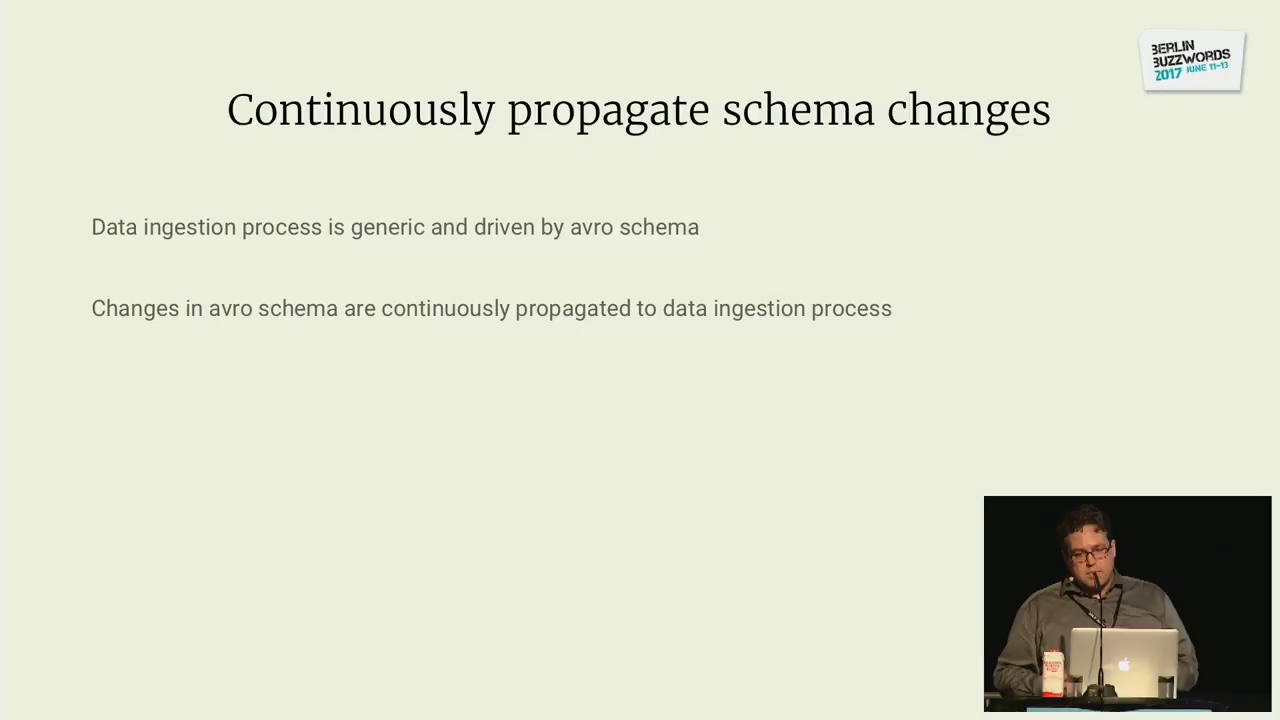 BERLIN
BUZZWORDS
2017 JUNE 11-13
Continuously propagate schema changes
Data ingestion process is generic and driven by avro schema
Changes in avro schema are continuously propagated to data ingestion process